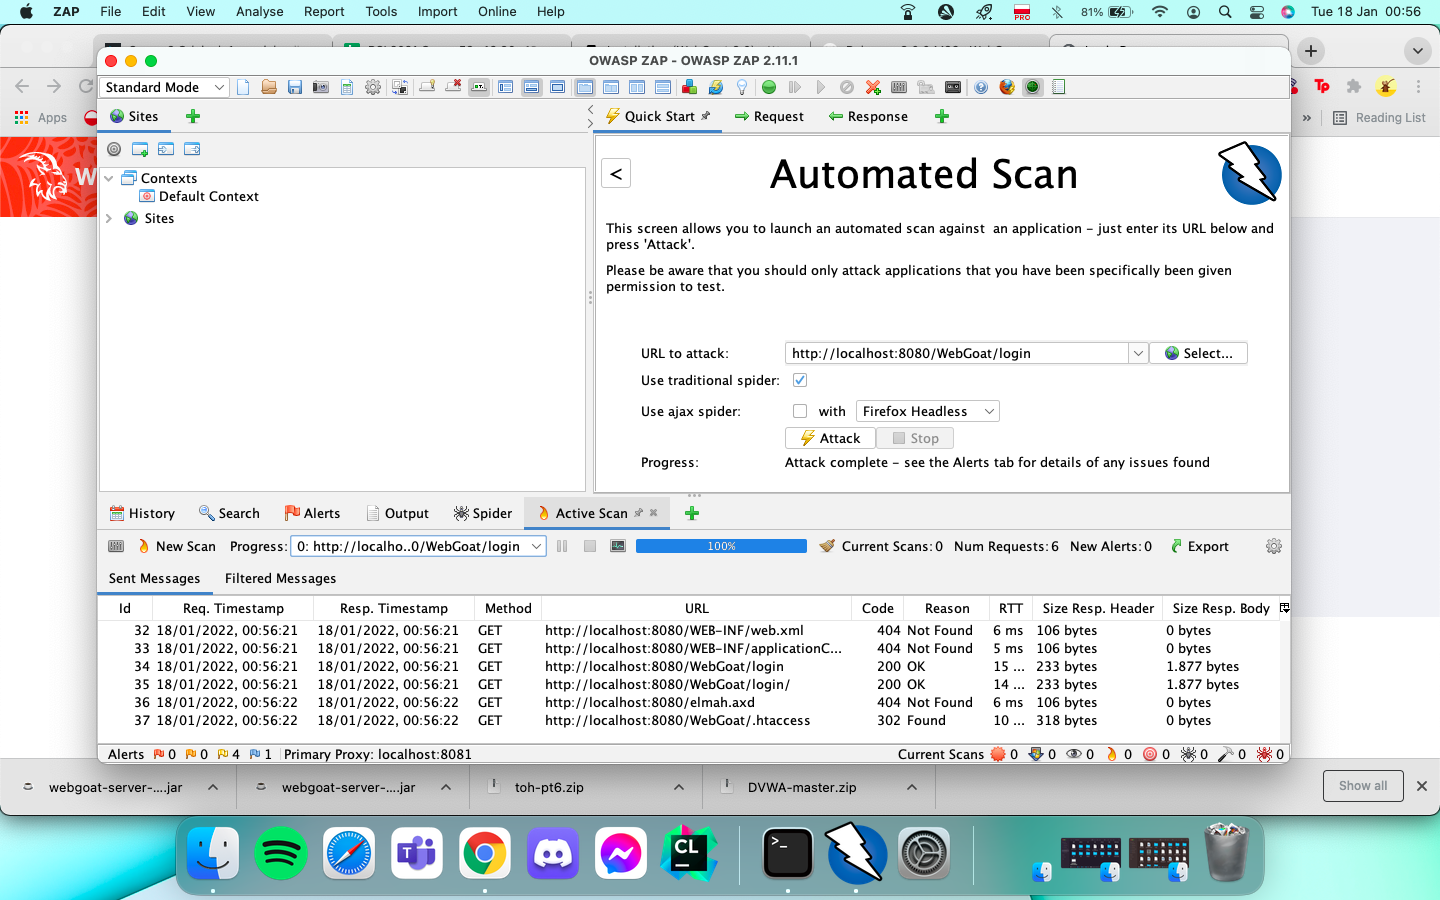 ZAP File Edit View Analyse Report Tools Import Online Help PRO 81% Tue 18 Jan 00:56
OWASP ZAP - OWASP ZAP 2.11.1
Standard Mode
Apps
Tp
» Reading List
Sites
Quick Start Request Response
W
< Automated Scan
Contexts
Default Context
Sites
This screen allows you to launch an automated scan against an application – just enter its URL below and
press 'Attack'.
Please be aware that you should only attack applications that you have been specifically been given
permission to test.
URL to attack: http://localhost:8080/WebGoat/login Select...
Use traditional spider:
Use ajax spider: with Firefox Headless
Attack Stop
Progress: Attack complete – see the Alerts tab for details of any issues found
History Search Alerts Output Spider Active Scan
New Scan Progress: 0: http://localho..0/WebGoat/login 100% Current Scans: 0 Num Requests: 6 New Alerts: 0 Export
Sent Messages Filtered Messages
Id Req. Timestamp Resp. Timestamp Method URL Code Reason RTT Size Resp. Header Size Resp. Body
32 18/01/2022, 00:56:21 18/01/2022, 00:56:21 GET http://localhost:8080/WEB-INF/web.xml 404 Not Found 6 ms 106 bytes 0 bytes
33 18/01/2022, 00:56:21 18/01/2022, 00:56:21 GET http://localhost:8080/WEB-INF/applicationC... 404 Not Found 5 ms 106 bytes 0 bytes
34 18/01/2022, 00:56:21 18/01/2022, 00:56:21 GET http://localhost:8080/WebGoat/login 200 OK 15 ... 233 bytes 1.877 bytes
35 18/01/2022, 00:56:21 18/01/2022, 00:56:21 GET http://localhost:8080/WebGoat/login/ 200 OK 14 ... 233 bytes 1.877 bytes
36 18/01/2022, 00:56:22 18/01/2022, 00:56:22 GET http://localhost:8080/elmah.axd 404 Not Found 6 ms 106 bytes 0 bytes
37 18/01/2022, 00:56:22 18/01/2022, 00:56:22 GET http://localhost:8080/WebGoat/.htaccess 302 Found 10 ... 318 bytes 0 bytes
Alerts 0 0 4 1 Primary Proxy: localhost:8081 Current Scans 0 0 0 0 0 0 0 0
webgoat-server-....jar webgoat-server-....jar toh-pt6.zip DVWA-master.zip Show all
CL
>_